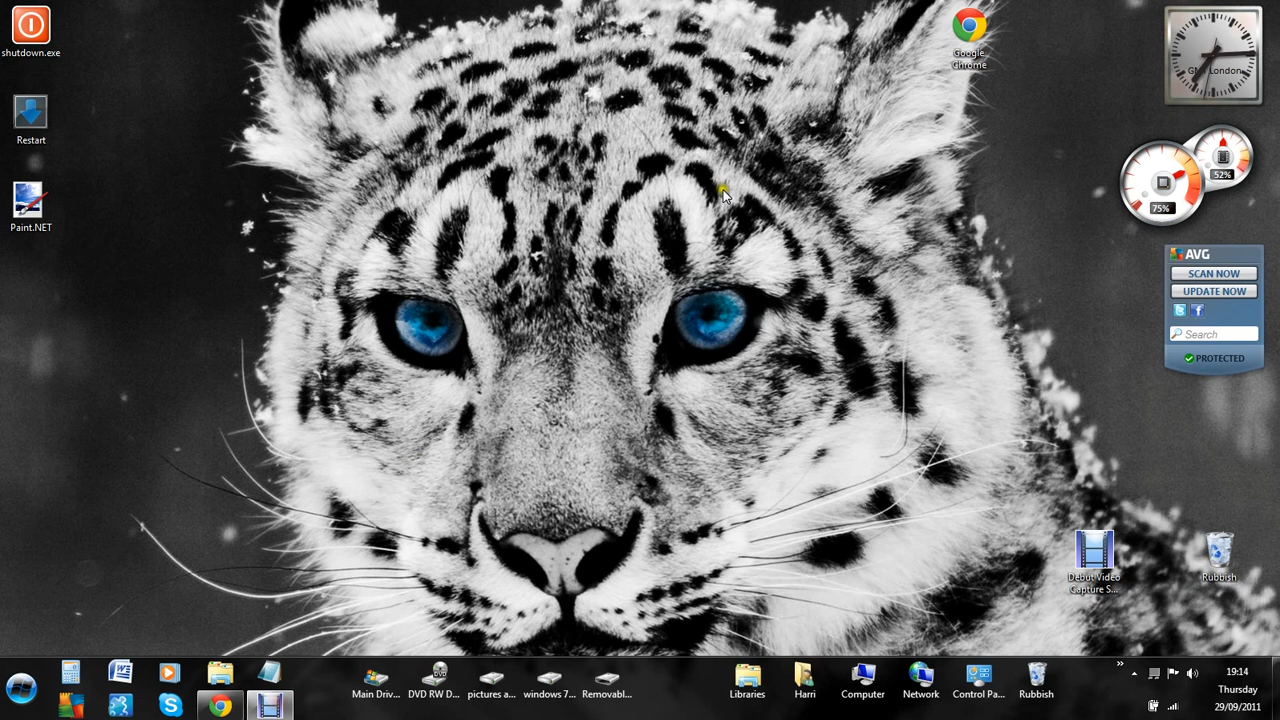 shutdown.exe
Restart
Paint.NET
Google
Chrome
GMT London
75%
52%
AVG
SCAN NOW
UPDATE NOW
Search
PROTECTED
Debut Video
Capture S...
Rubbish
Main Driv...
DVD RW D...
pictures a...
windows 7...
Removabl...
Libraries
Harri
Computer
Network
Control Pa...
Rubbish
19:14
Thursday
29/09/2011